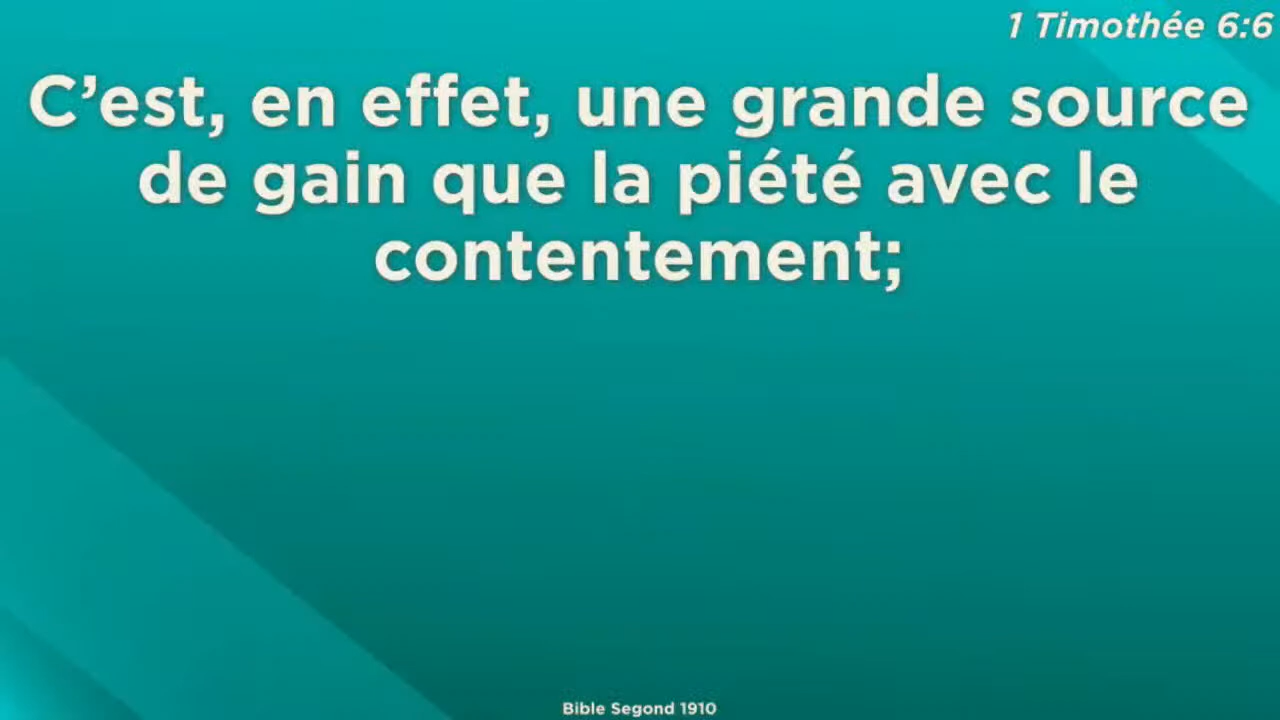 1 Timothée 6:6
C’est, en effet, une grande source
de gain que la piété avec le
contentement;
Bible Segond 1910